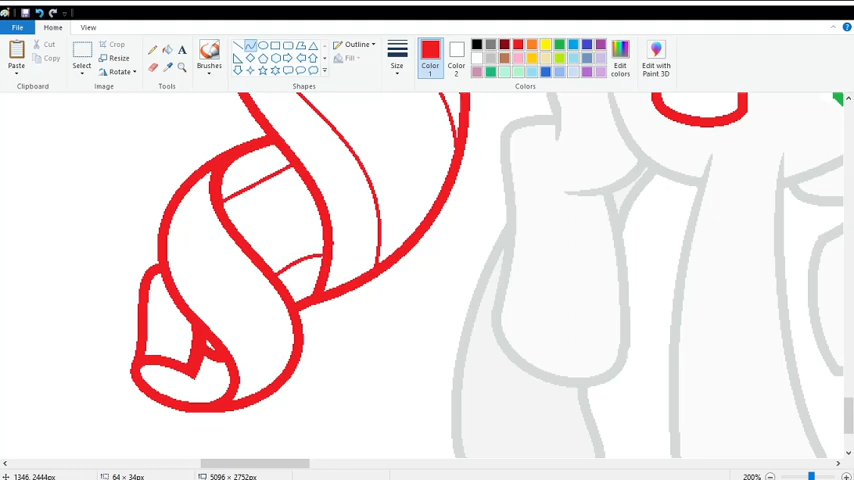 File Home View
Cut
Copy
Paste
Clipboard
Crop
Resize
Rotate
Select
Image
A
Tools
Brushes
Outline
Fill
Shapes
Size
Color
1
Color
2
Edit
colors
Colors
Edit with
Paint 3D
1346, 2444px
64 × 34px
5096 × 2752px
200%